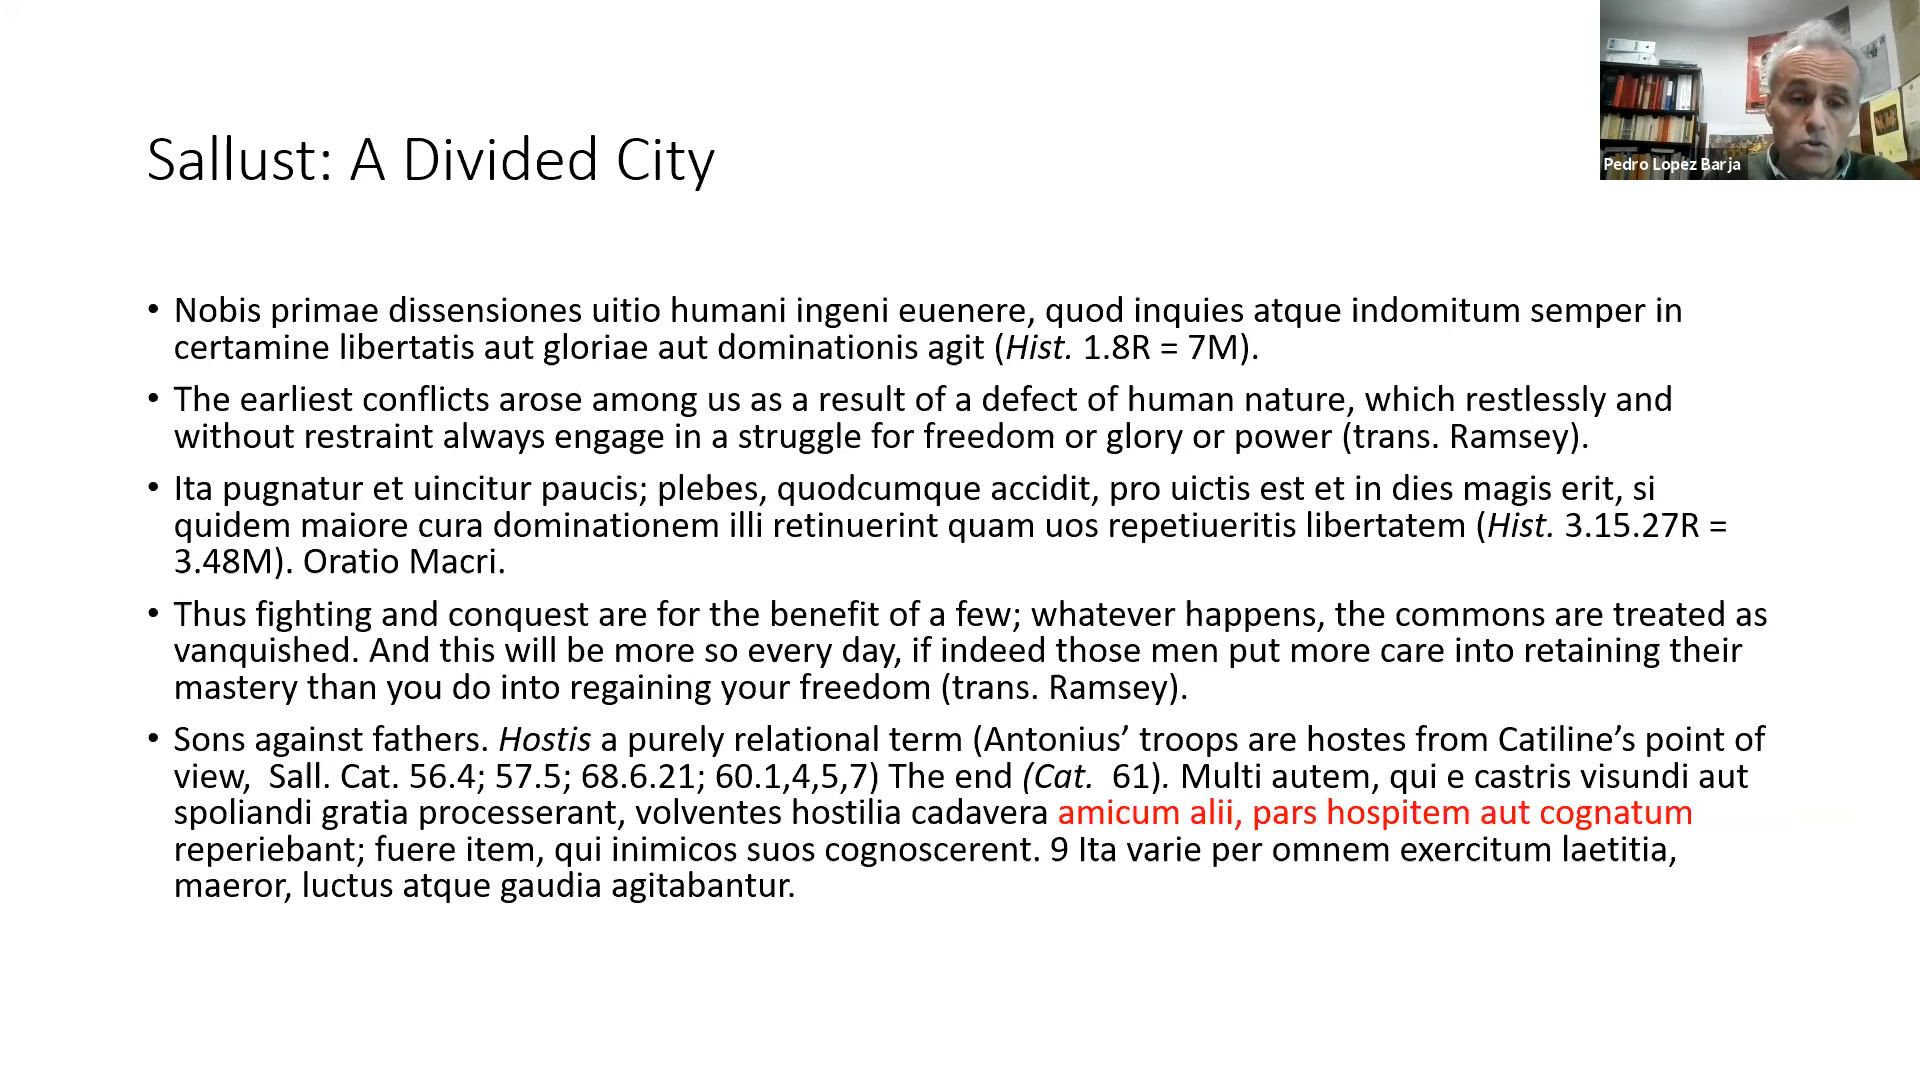 Pedro Lopez Barja
Sallust: A Divided City
• Nobis primae dissensiones uitio humani ingeni euenere, quod inquies atque indomitum semper in
certamine libertatis aut gloriae aut dominationis agit (Hist. 1.8R = 7M).
• The earliest conflicts arose among us as a result of a defect of human nature, which restlessly and
without restraint always engage in a struggle for freedom or glory or power (trans. Ramsey).
• Ita pugnatur et uincitur paucis; plebes, quodcumque accidit, pro uictis est et in dies magis erit, si
quidem maiore cura dominationem illi retinuerint quam uos repetiueritis libertatem (Hist. 3.15.27R =
3.48M). Oratio Macri.
• Thus fighting and conquest are for the benefit of a few; whatever happens, the commons are treated as
vanquished. And this will be more so every day, if indeed those men put more care into retaining their
mastery than you do into regaining your freedom (trans. Ramsey).
• Sons against fathers. Hostis a purely relational term (Antonius’ troops are hostes from Catiline’s point of
view,  Sall. Cat. 56.4; 57.5; 68.6.21; 60.1,4,5,7) The end (Cat.  61). Multi autem, qui e castris visundi aut
spoliandi gratia processerant, volventes hostilia cadavera amicum alii, pars hospitem aut cognatum
reperiebant; fuere item, qui inimicos suos cognoscerent. 9 Ita varie per omnem exercitum laetitia,
maeror, luctus atque gaudia agitabantur.